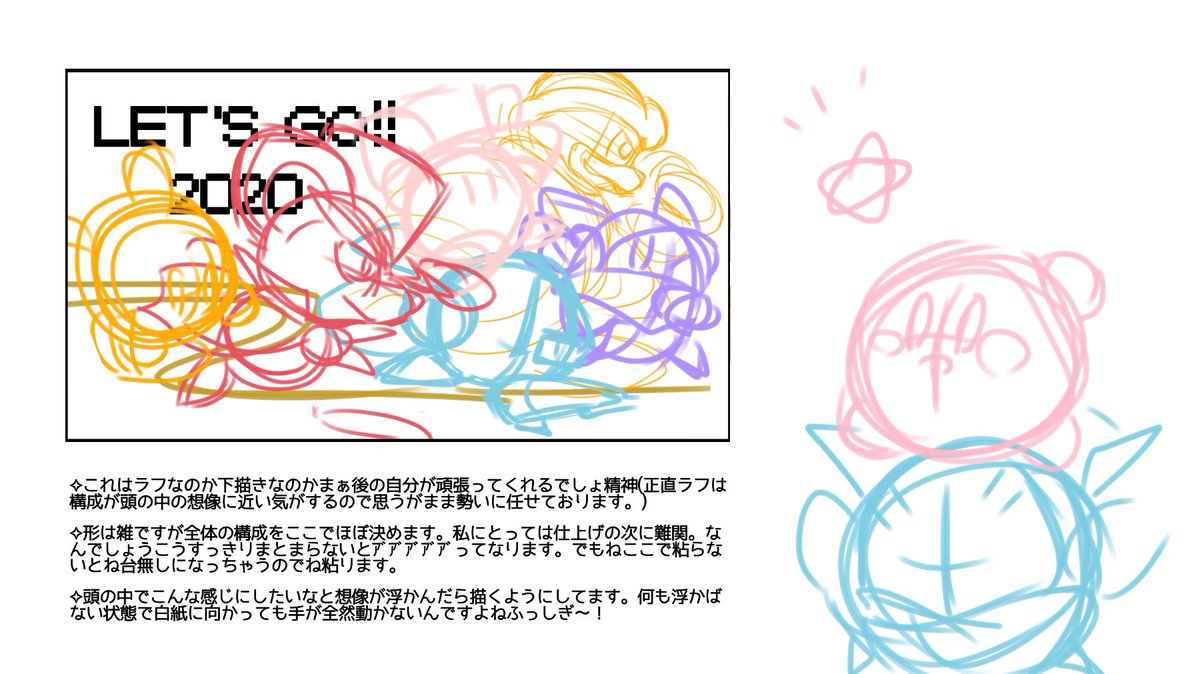 LET'S GO!!
2020
✧これはラフなのか下描きなのかまぁ後の自分が頑張ってくれるでしょ精神(正直ラフは
構成が頭の中の想像に近い気がするので思うがまま勢いに任せております。)
✧形は雑ですが全体の構成をここでほぼ決めます。私にとっては仕上げの次に難関。な
んでしょうこうすっきりまとまらないとア゙ア゙ア゙ア゙ア゙ってなります。でもねここで粘らな
いとね台無しになっちゃうのでね粘ります。
✧頭の中でこんな感じにしたいなと想像が浮かんだら描くようにしてます。何も浮かば
ない状態で白紙に向かっても手が全然動かないんですよねふっしぎ～！